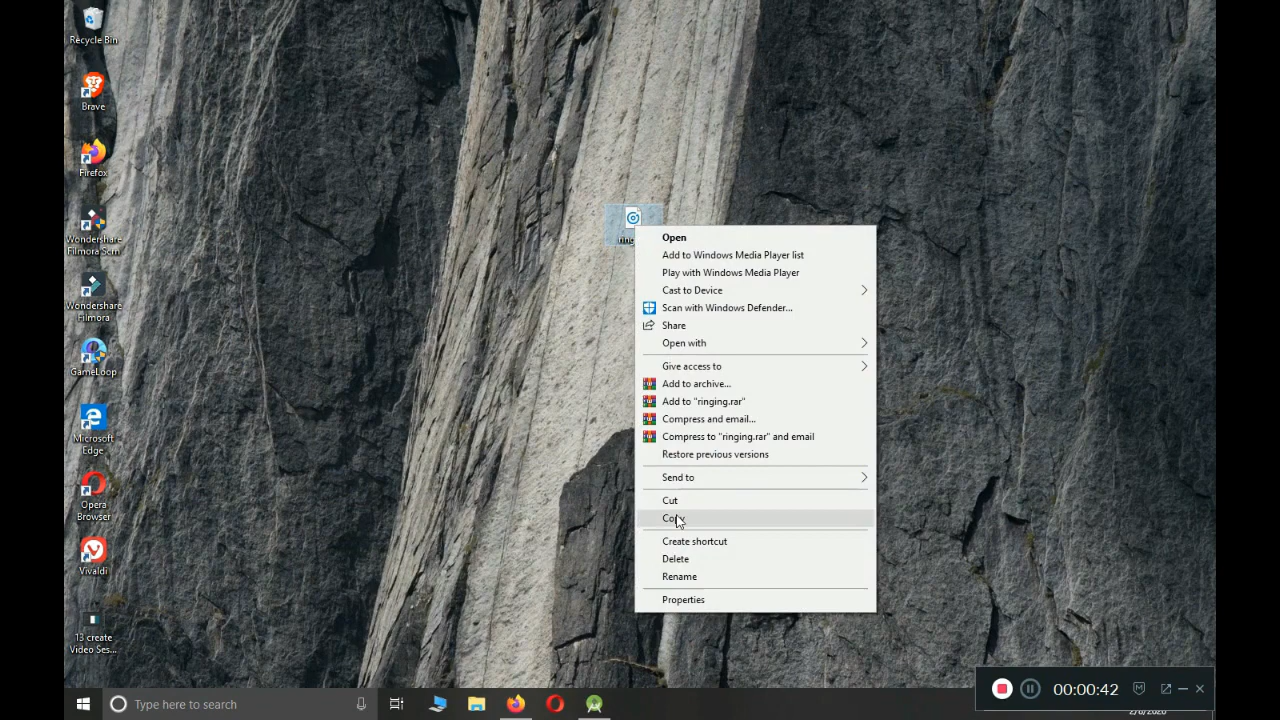 Recycle Bin
Brave
Firefox
Wondershare
Filmora Scrn
Wondershare
Filmora
GameLoop
Microsoft
Edge
Opera
Browser
Vivaldi
13 create
Video Ses...
Open
Add to Windows Media Player list
Play with Windows Media Player
Cast to Device
Scan with Windows Defender...
Share
Open with
Give access to
Add to archive...
Add to "ringing.rar"
Compress and email...
Compress to "ringing.rar" and email
Restore previous versions
Send to
Cut
Copy
Create shortcut
Delete
Rename
Properties
Type here to search
00:00:42